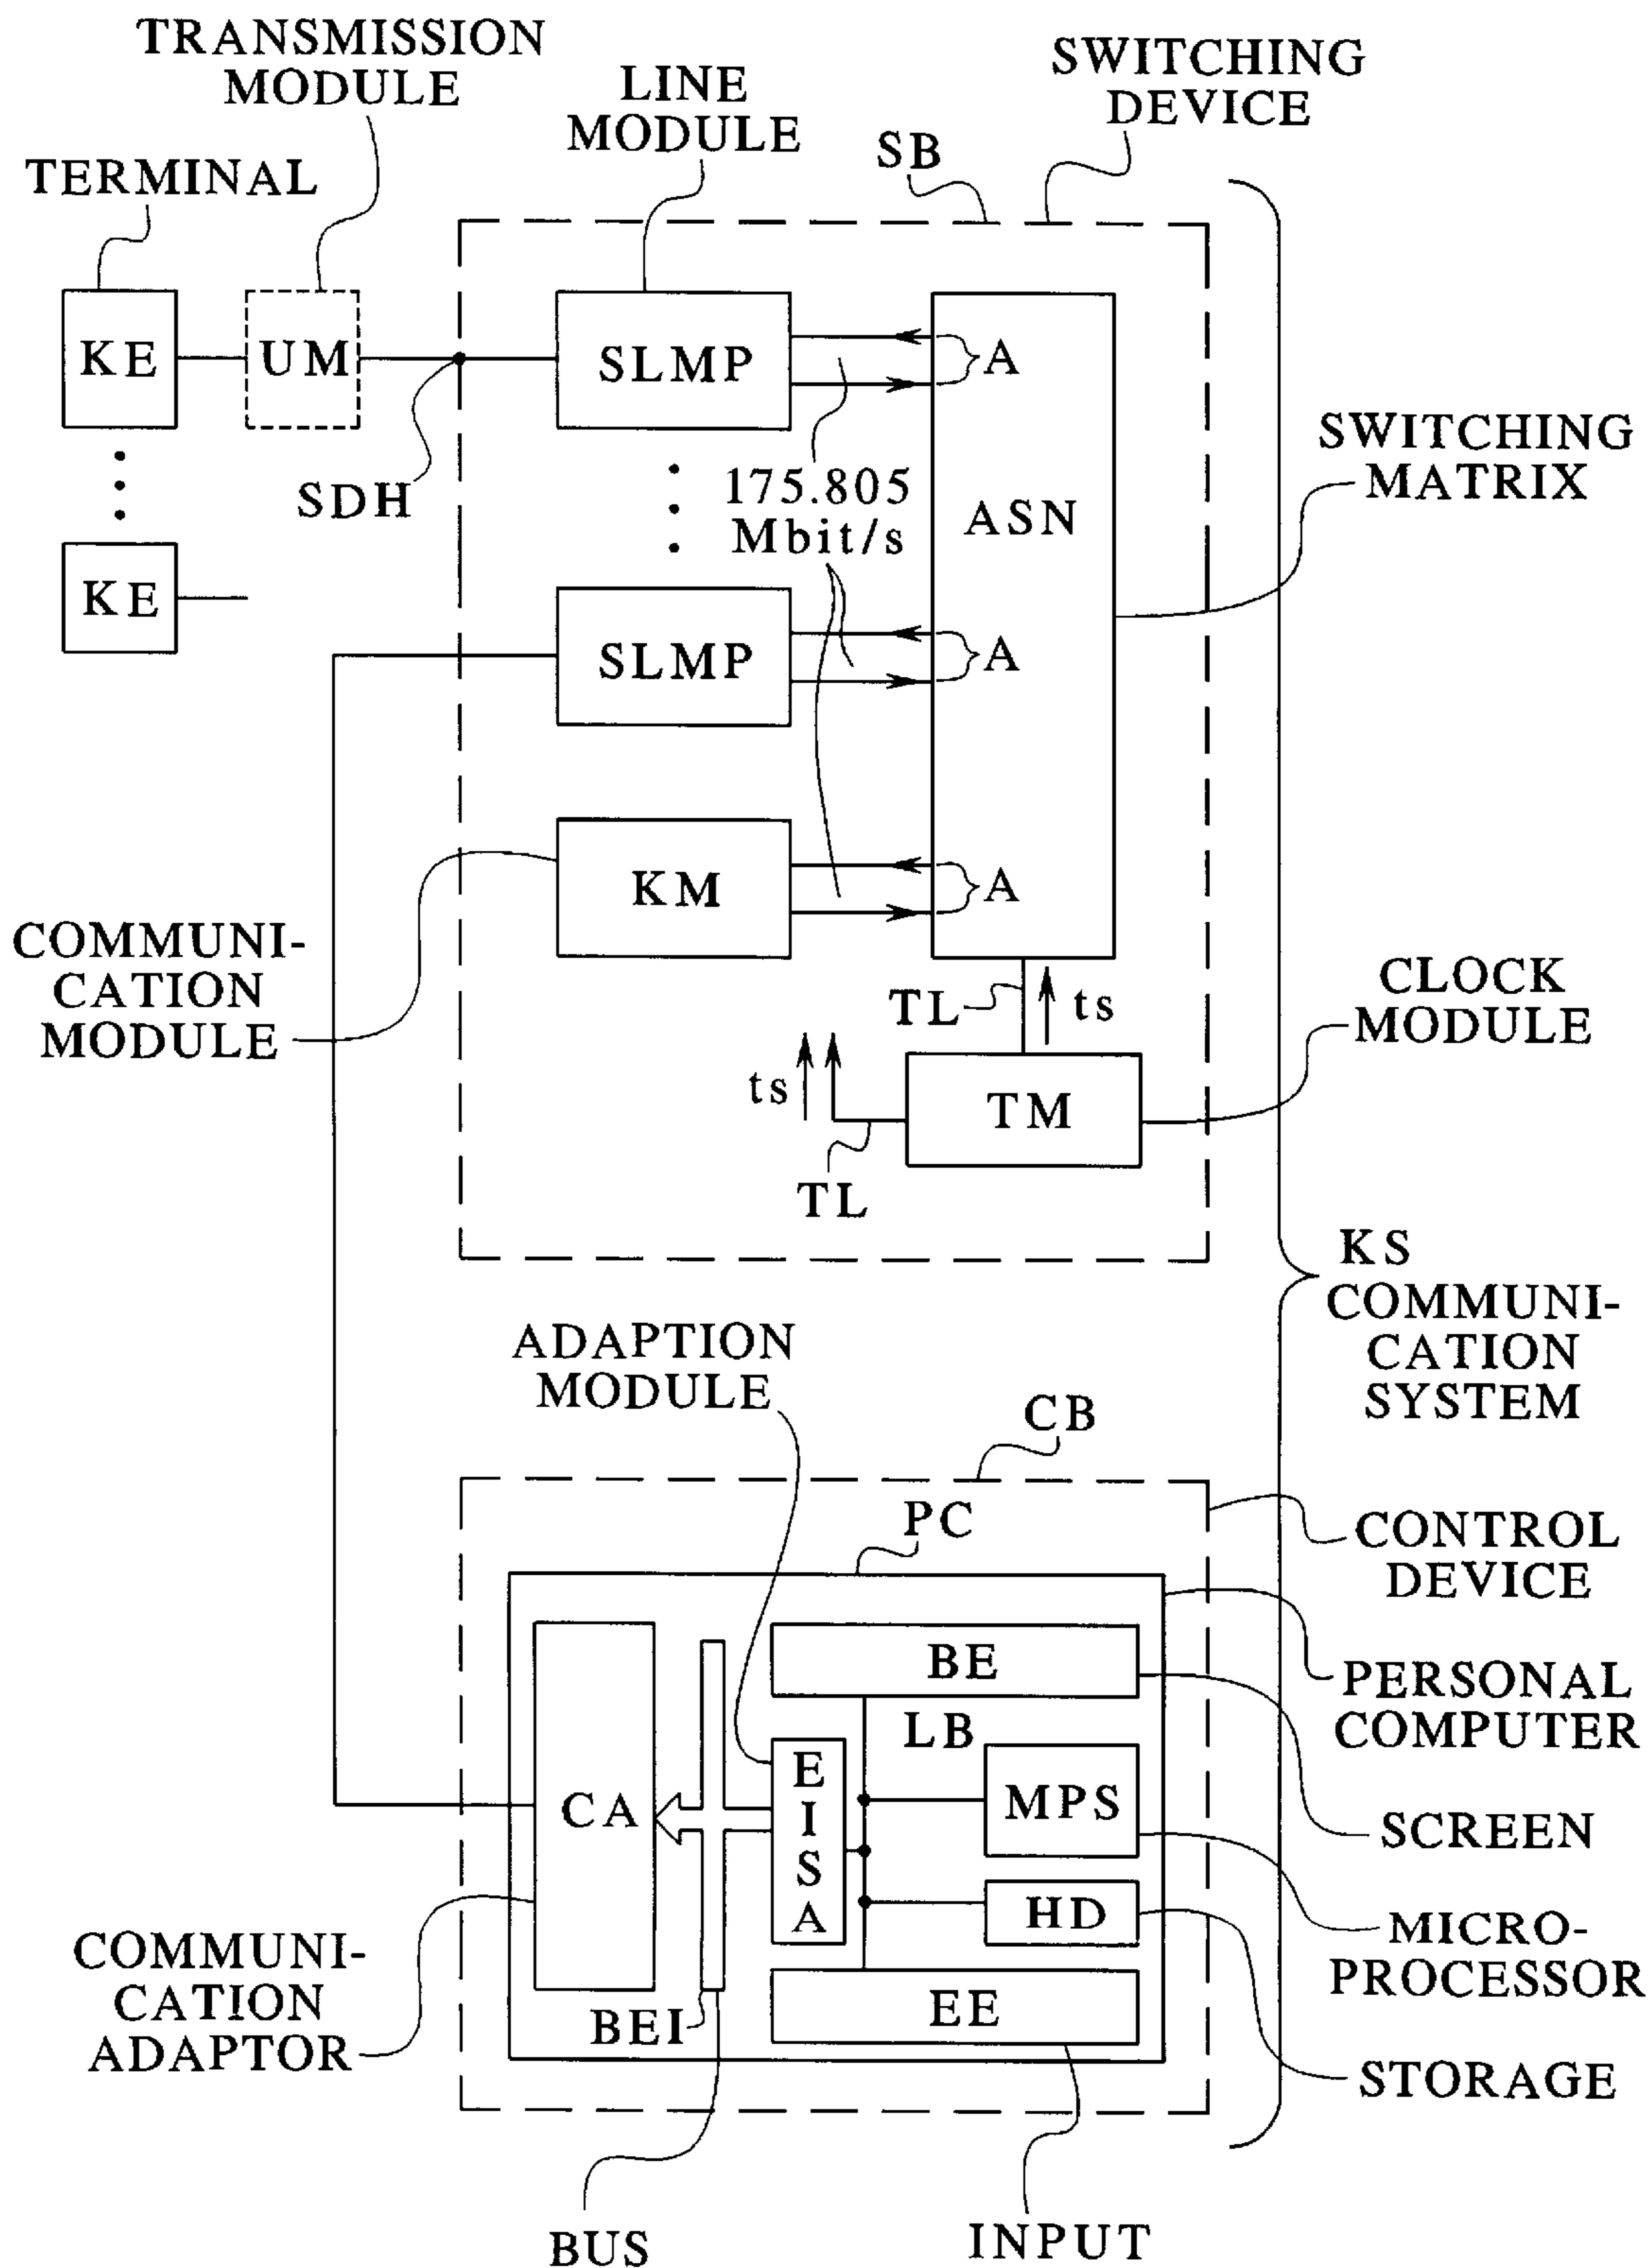 TRANSMISSION
MODULE
LINE
MODULE
SWITCHING
DEVICE
TERMINAL
SB
KE
UM
SLMP
A
SDH
175.805
Mbit/s
ASN
SWITCHING
MATRIX
KE
SLMP
A
KM
A
COMMUNI-
CATION
MODULE
TL
ts
CLOCK
MODULE
ts
TM
TL
KS
COMMUNI-
CATION
SYSTEM
ADAPTION
MODULE
CB
PC
CONTROL
DEVICE
BE
PERSONAL
COMPUTER
LB
CA
E
I
S
A
MPS
SCREEN
HD
MICRO-
PROCESSOR
COMMUNI-
CATION
ADAPTOR
BEI
EE
STORAGE
BUS
INPUT